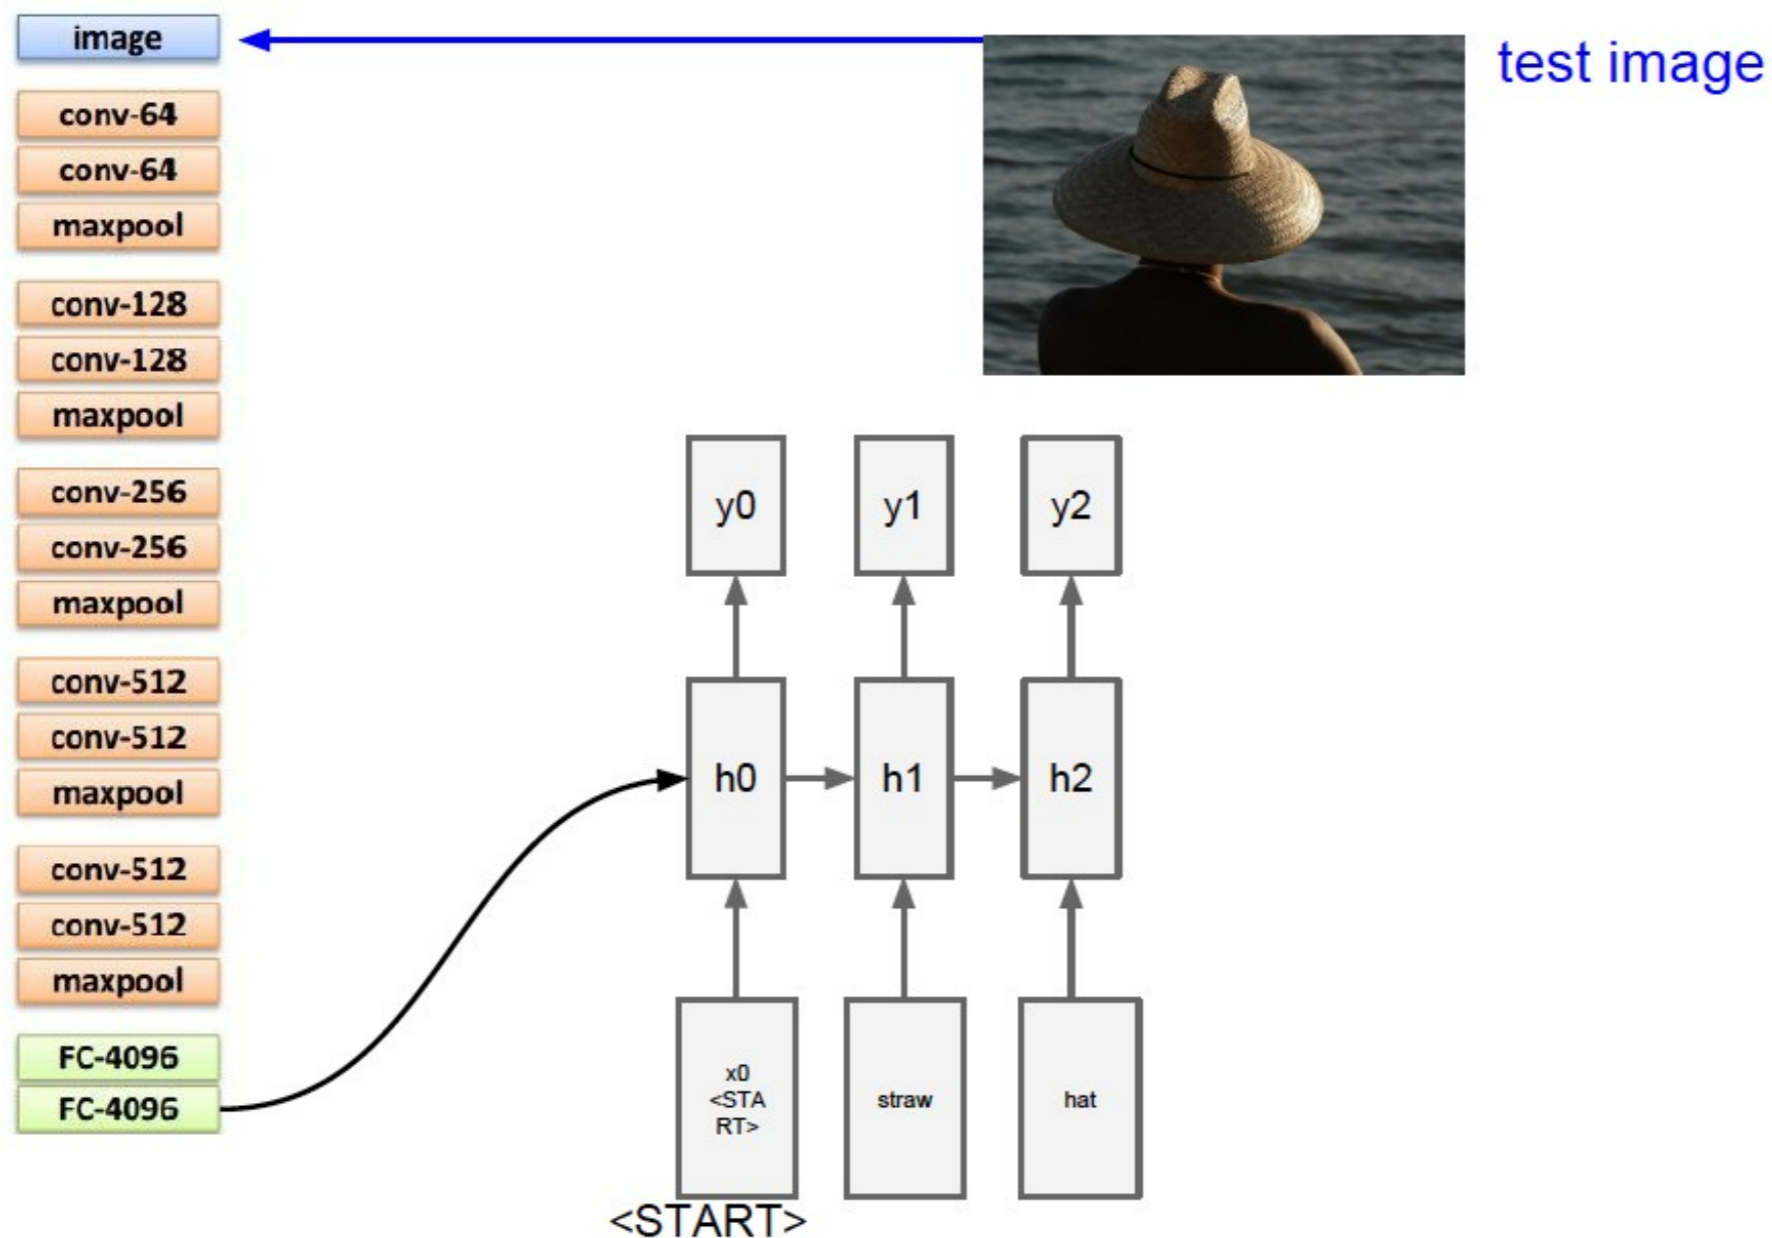 image
test image
conv-64
conv-64
maxpool
conv-128
conv-128
maxpool
conv-256
conv-256
maxpool
conv-512
conv-512
maxpool
conv-512
conv-512
maxpool
FC-4096
FC-4096
y0
y1
y2
h0
h1
h2
x0
<STA
RT>
straw
hat
<START>